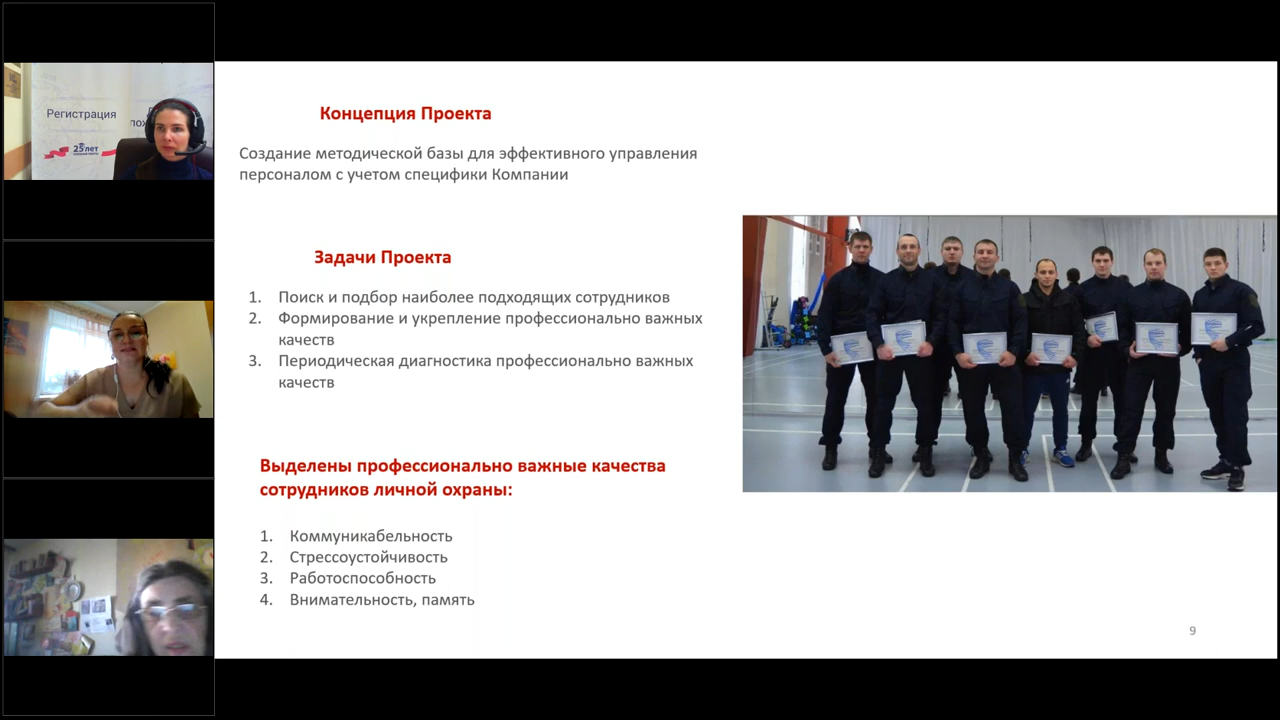 Регистрация
25 лет
Концепция Проекта
Создание методической базы для эффективного управления
персоналом с учетом специфики Компании
Задачи Проекта
1. Поиск и подбор наиболее подходящих сотрудников
2. Формирование и укрепление профессионально важных
качеств
3. Периодическая диагностика профессионально важных
качеств
Выделены профессионально важные качества
сотрудников личной охраны:
1. Коммуникабельность
2. Стрессоустойчивость
3. Работоспособность
4. Внимательность, память
9